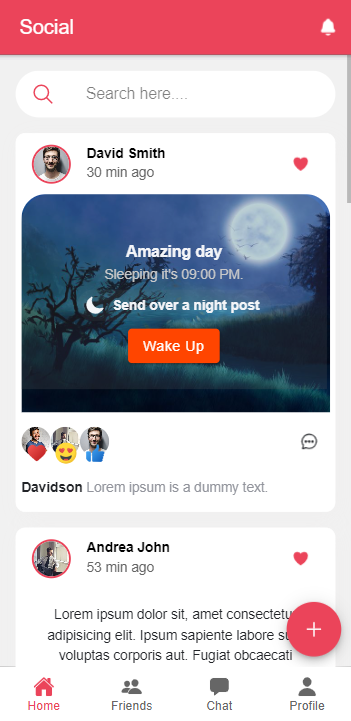 Social
Search here....
David Smith
30 min ago
Amazing day
Sleeping it's 09:00 PM.
Send over a night post
Wake Up
Davidson Lorem ipsum is a dummy text.
Andrea John
53 min ago
Lorem ipsum dolor sit, amet consectetur
adipisicing elit. Ipsum sapiente labore
voluptas corporis aut. Fugiat obcaecati
Home
Friends
Chat
Profile